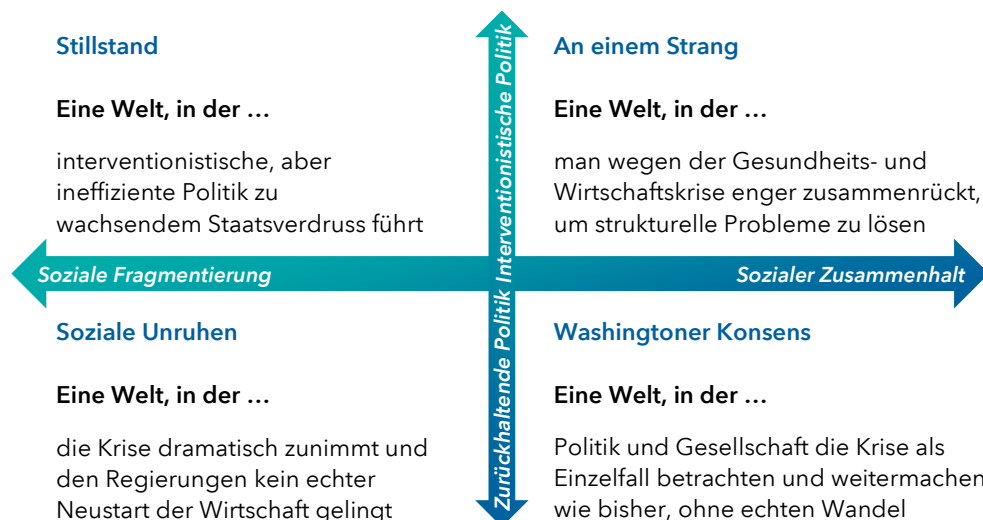 Stillstand
Eine Welt, in der …
interventionistische, aber
ineffiziente Politik zu
wachsendem Staatsverdruss führt
An einem Strang
Eine Welt, in der …
man wegen der Gesundheits- und
Wirtschaftskrise enger zusammenrückt,
um strukturelle Probleme zu lösen
Interventionistische Politik
Soziale Fragmentierung
Sozialer Zusammenhalt
Zurückhaltende Politik
Soziale Unruhen
Eine Welt, in der …
die Krise dramatisch zunimmt und
den Regierungen kein echter
Neustart der Wirtschaft gelingt
Washingtoner Konsens
Eine Welt, in der …
Politik und Gesellschaft die Krise als
Einzelfall betrachten und weitermachen
wie bisher, ohne echten Wandel